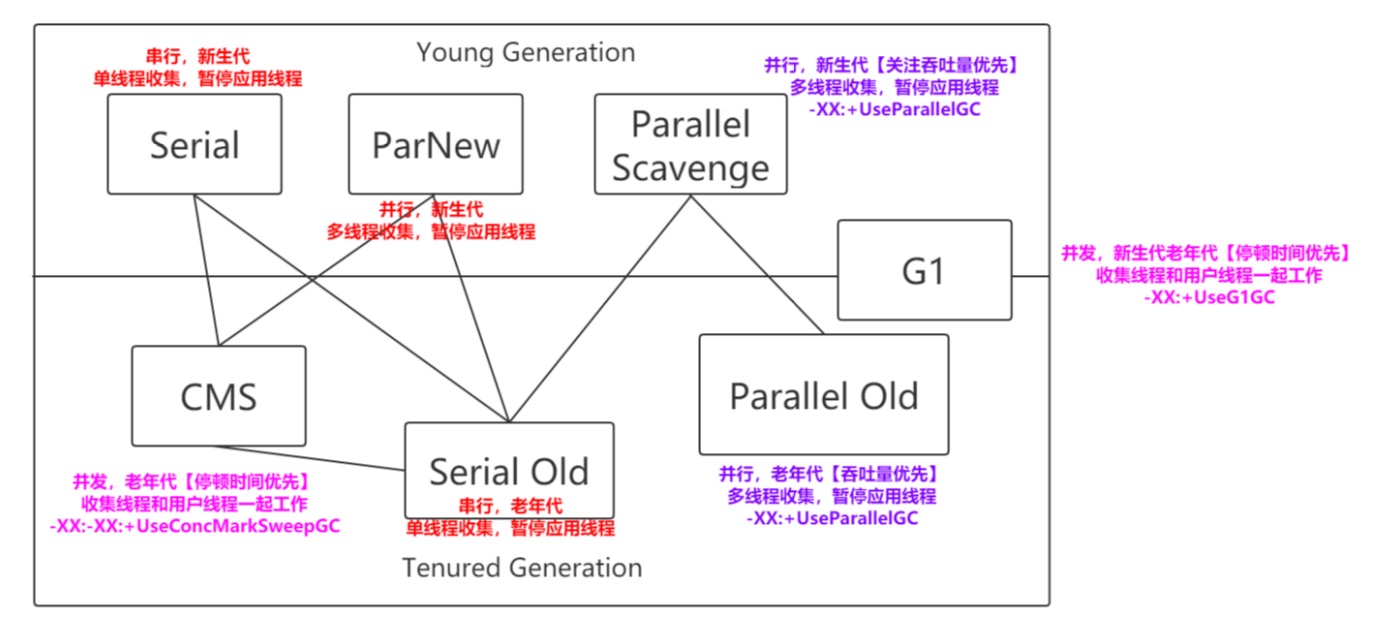 Young Generation
串行，新生代
单线程收集，暂停应用线程
Serial
ParNew
并行，新生代
多线程收集，暂停应用线程
Parallel
Scavenge
并行，新生代【关注吞吐量优先】
多线程收集，暂停应用线程
-XX:+UseParallelGC
G1
并发，新生代老年代【停顿时间优先】
收集线程和用户线程一起工作
-XX:+UseG1GC
CMS
并发，老年代【停顿时间优先】
收集线程和用户线程一起工作
-XX:-XX:+UseConcMarkSweepGC
Serial Old
串行，老年代
单线程收集，暂停应用线程
Parallel Old
并行，老年代【吞吐量优先】
多线程收集，暂停应用线程
-XX:+UseParallelGC
Tenured Generation